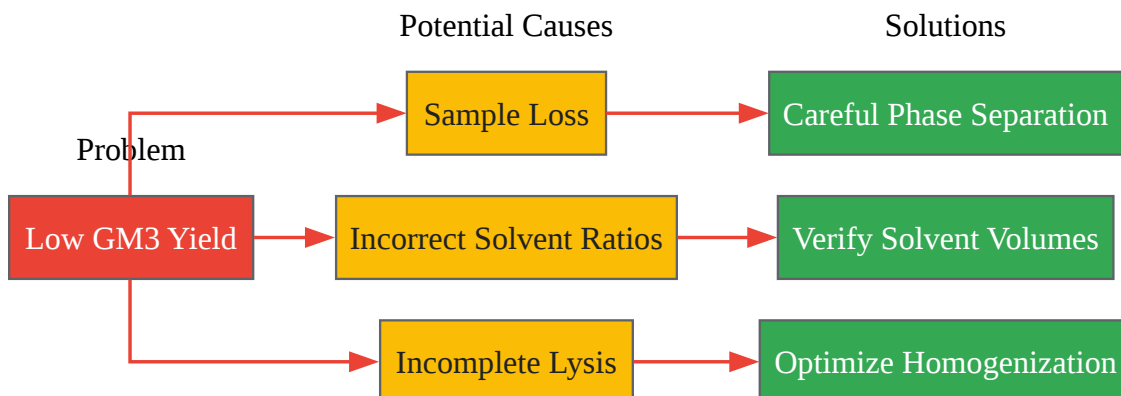 Potential Causes
Solutions
Sample Loss
Careful Phase Separation
Problem
Low GM3 Yield
Incorrect Solvent Ratios
Verify Solvent Volumes
Incomplete Lysis
Optimize Homogenization